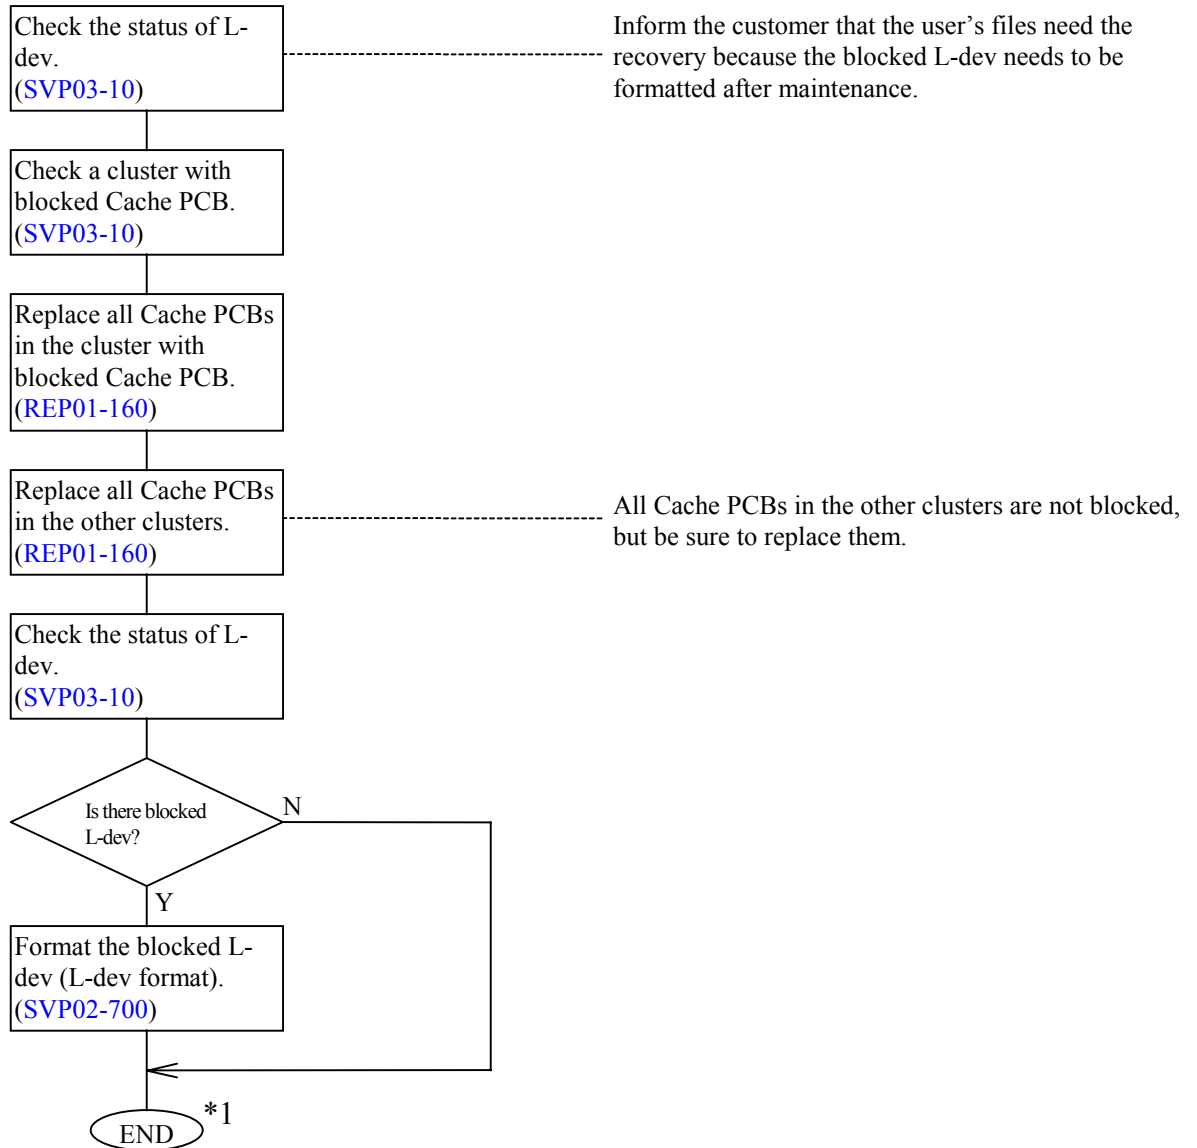 Check the status of L-
dev.
(SVP03-10)
Inform the customer that the user's files need the
recovery because the blocked L-dev needs to be
formatted after maintenance.
Check a cluster with
blocked Cache PCB.
(SVP03-10)
Replace all Cache PCBs
in the cluster with
blocked Cache PCB.
(REP01-160)
Replace all Cache PCBs
in the other clusters.
(REP01-160)
All Cache PCBs in the other clusters are not blocked,
but be sure to replace them.
Check the status of L-
dev.
(SVP03-10)
Is there blocked
L-dev?
N
Y
Format the blocked L-
dev (L-dev format).
(SVP02-700)
END
*1